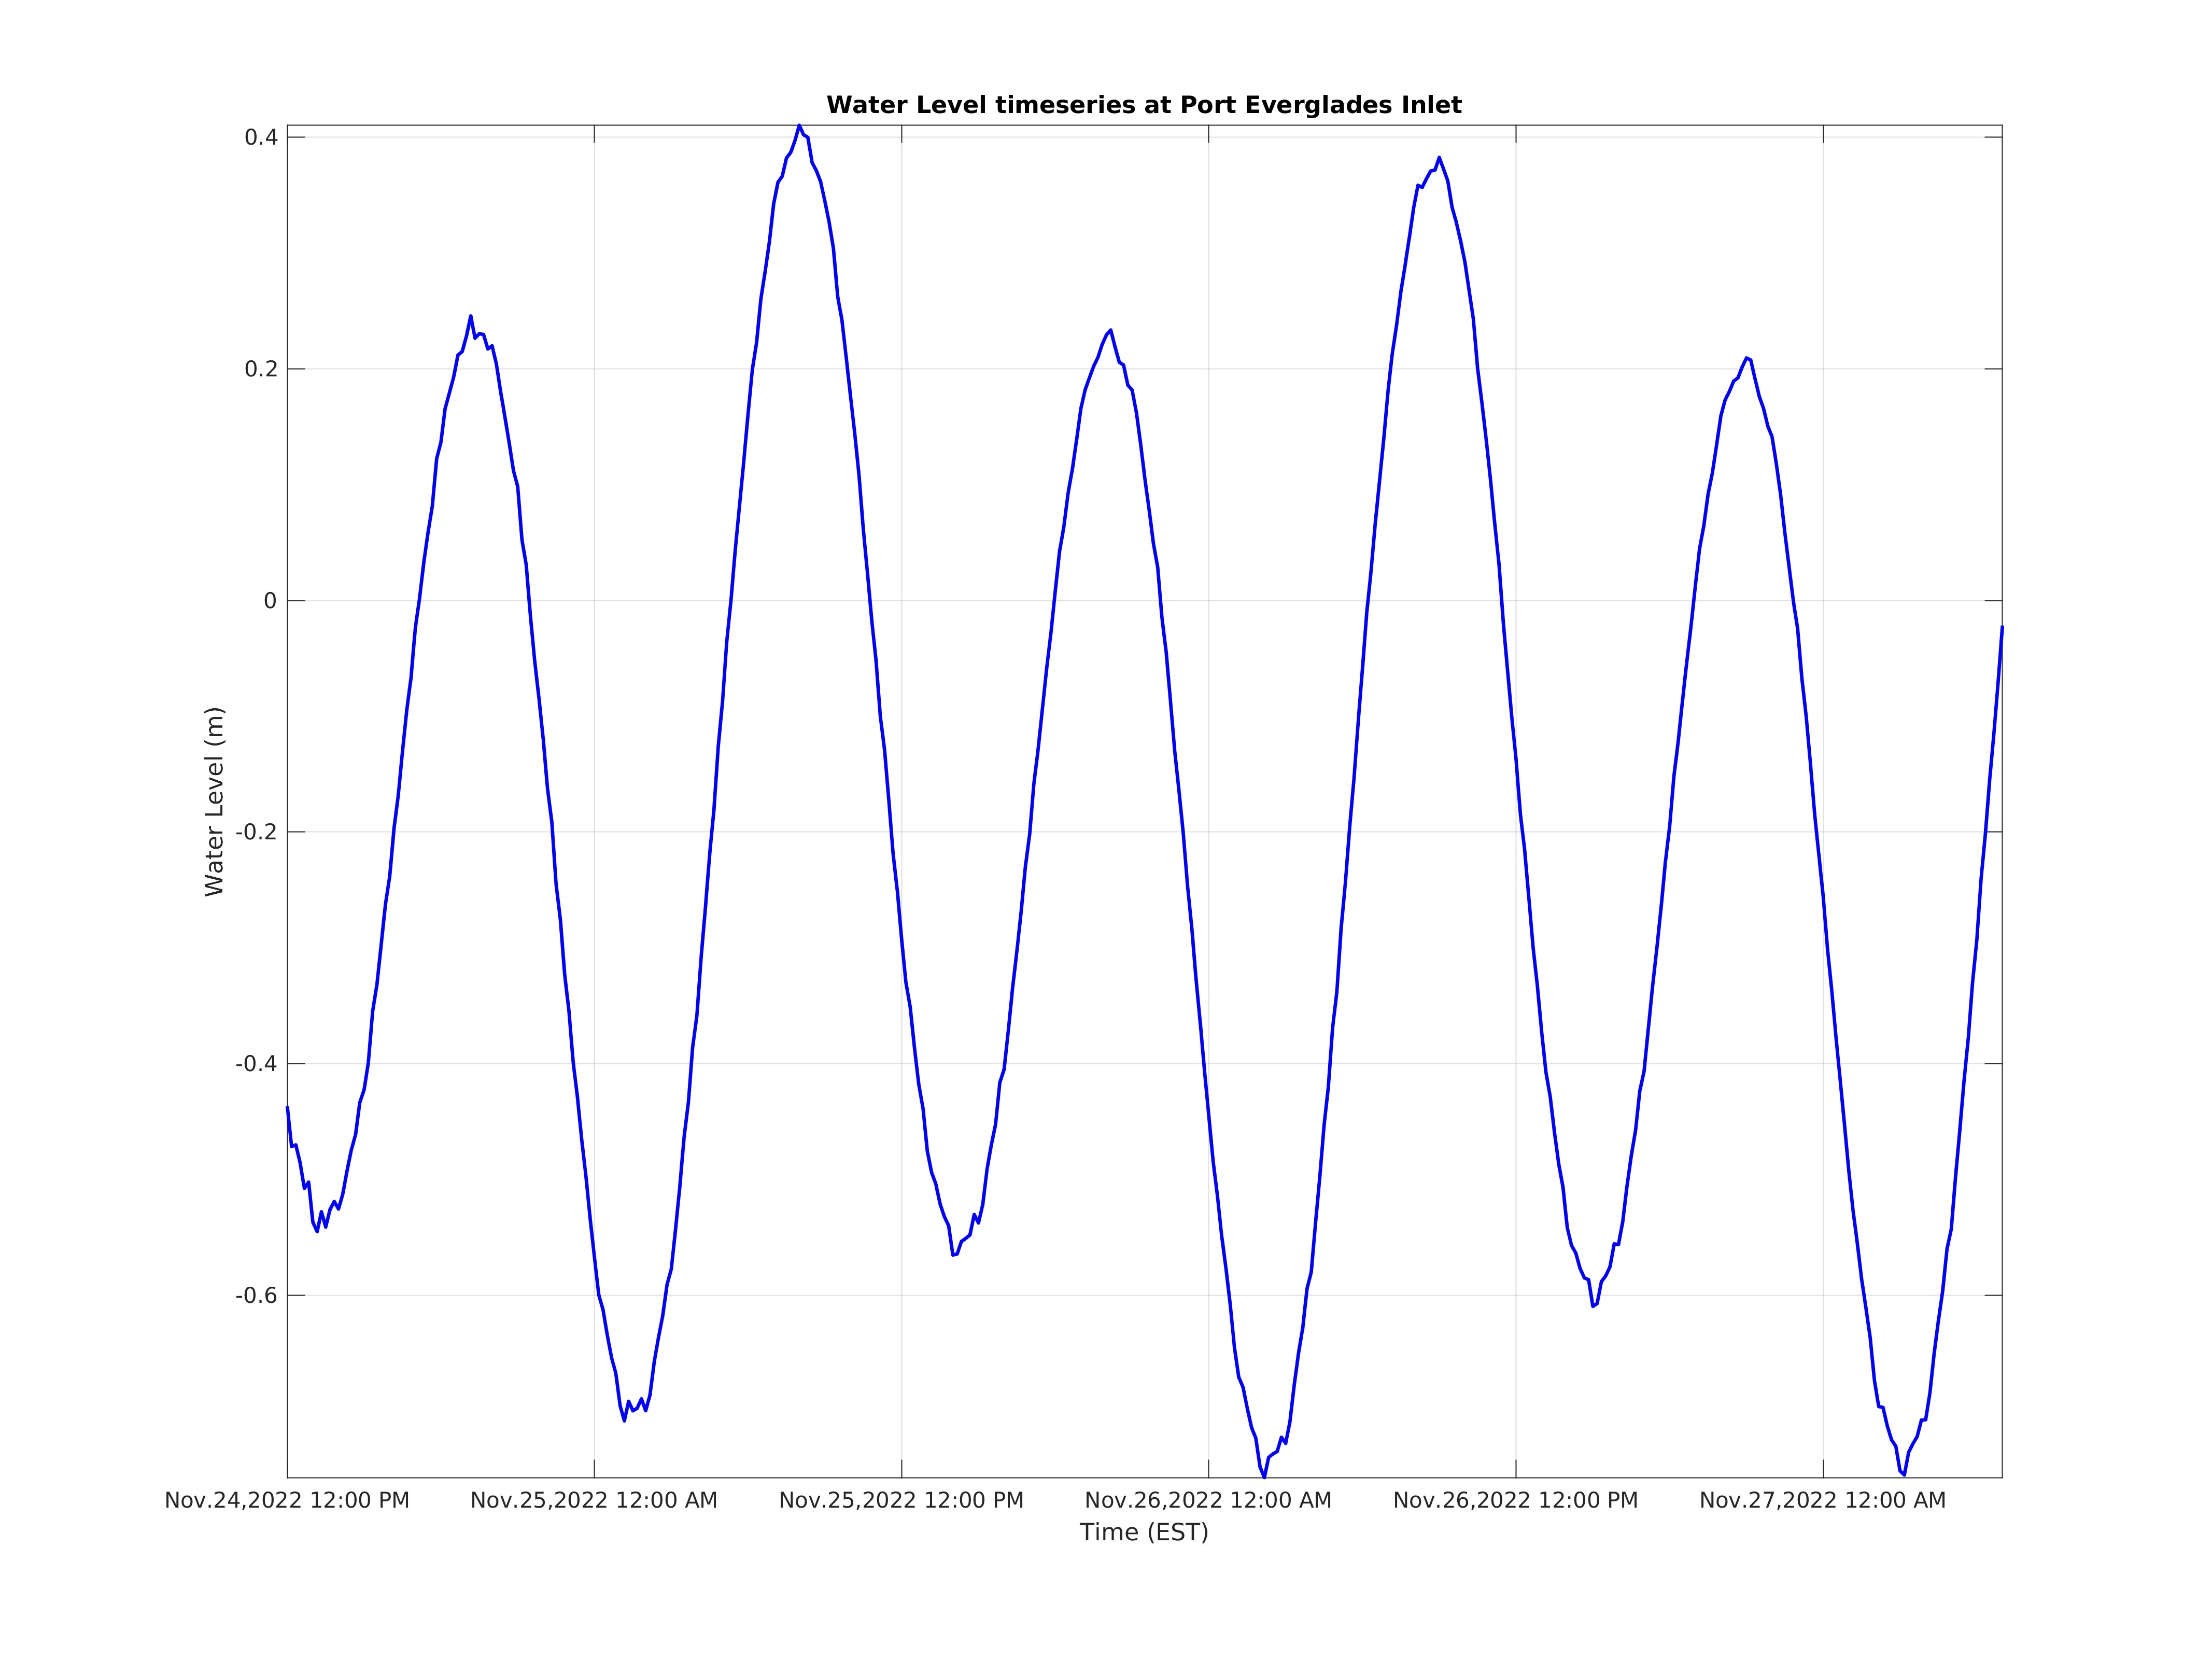 Water Level timeseries at Port Everglades Inlet
0.4
0.2
0
-0.2
-0.4
-0.6
Water Level (m)
Nov.24,2022 12:00 PM
Nov.25,2022 12:00 AM
Nov.25,2022 12:00 PM
Nov.26,2022 12:00 AM
Nov.26,2022 12:00 PM
Nov.27,2022 12:00 AM
Time (EST)